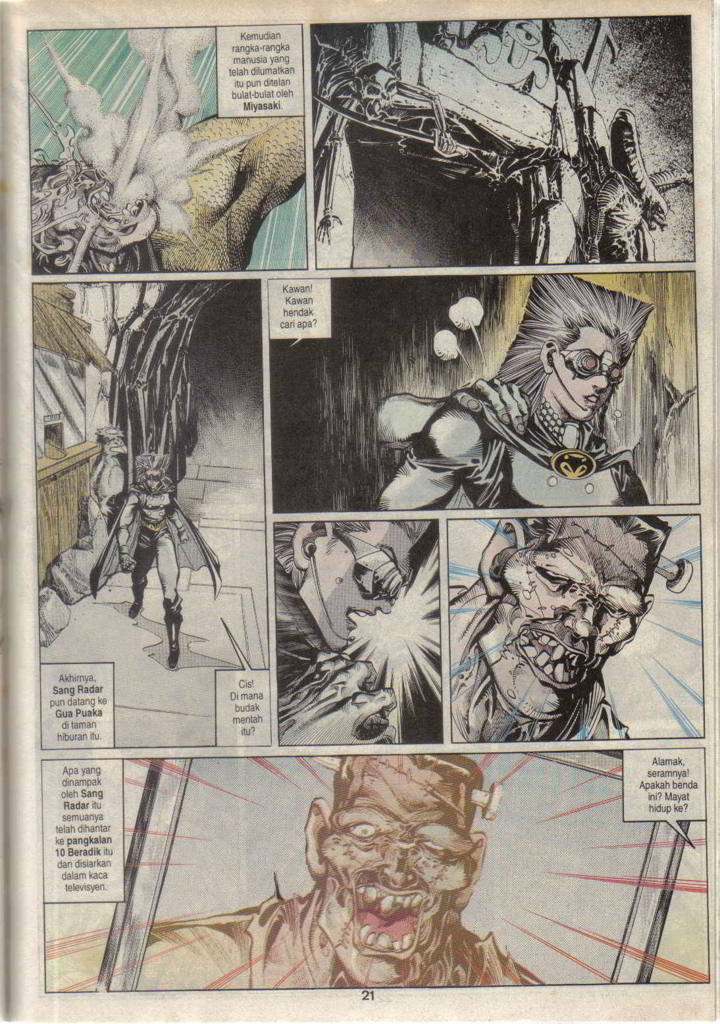 Kemudian
rangka-rangka
manusia yang
telah dilumatkan
itu pun ditelan
bulat-bulat oleh
Miyasaki.
Kawan!
Kawan
hendak
cari apa?
Akhirnya,
Sang Radar
pun datang ke
Gua Puaka
di taman
hiburan itu.
Cis!
Di mana
budak
mentah
itu?
Apa yang
dinampak
oleh Sang
Radar itu
semuanya
telah dihantar
ke pangkalan
10 Beradik itu
dan disiarkan
dalam kaca
televisyen.
Alamak,
seramnya!
Apakah benda
ini? Mayat
hidup ke?
21